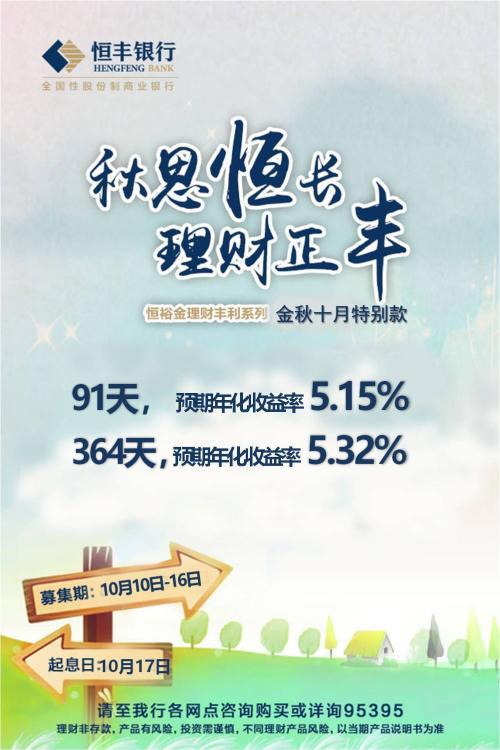 恒丰银行
HENGFENG BANK
全国性股份制商业银行
秋思恒长
理财正丰
恒裕金理财丰利系列 金秋十月特别款
91天， 预期年化收益率 5.15%
364天，预期年化收益率 5.32%
募集期：10月10日-16日
起息日:10月17日
请至我行各网点咨询购买或详询95395
理财非存款，产品有风险，投资需谨慎，不同理财产品风险，以当期产品说明书为准